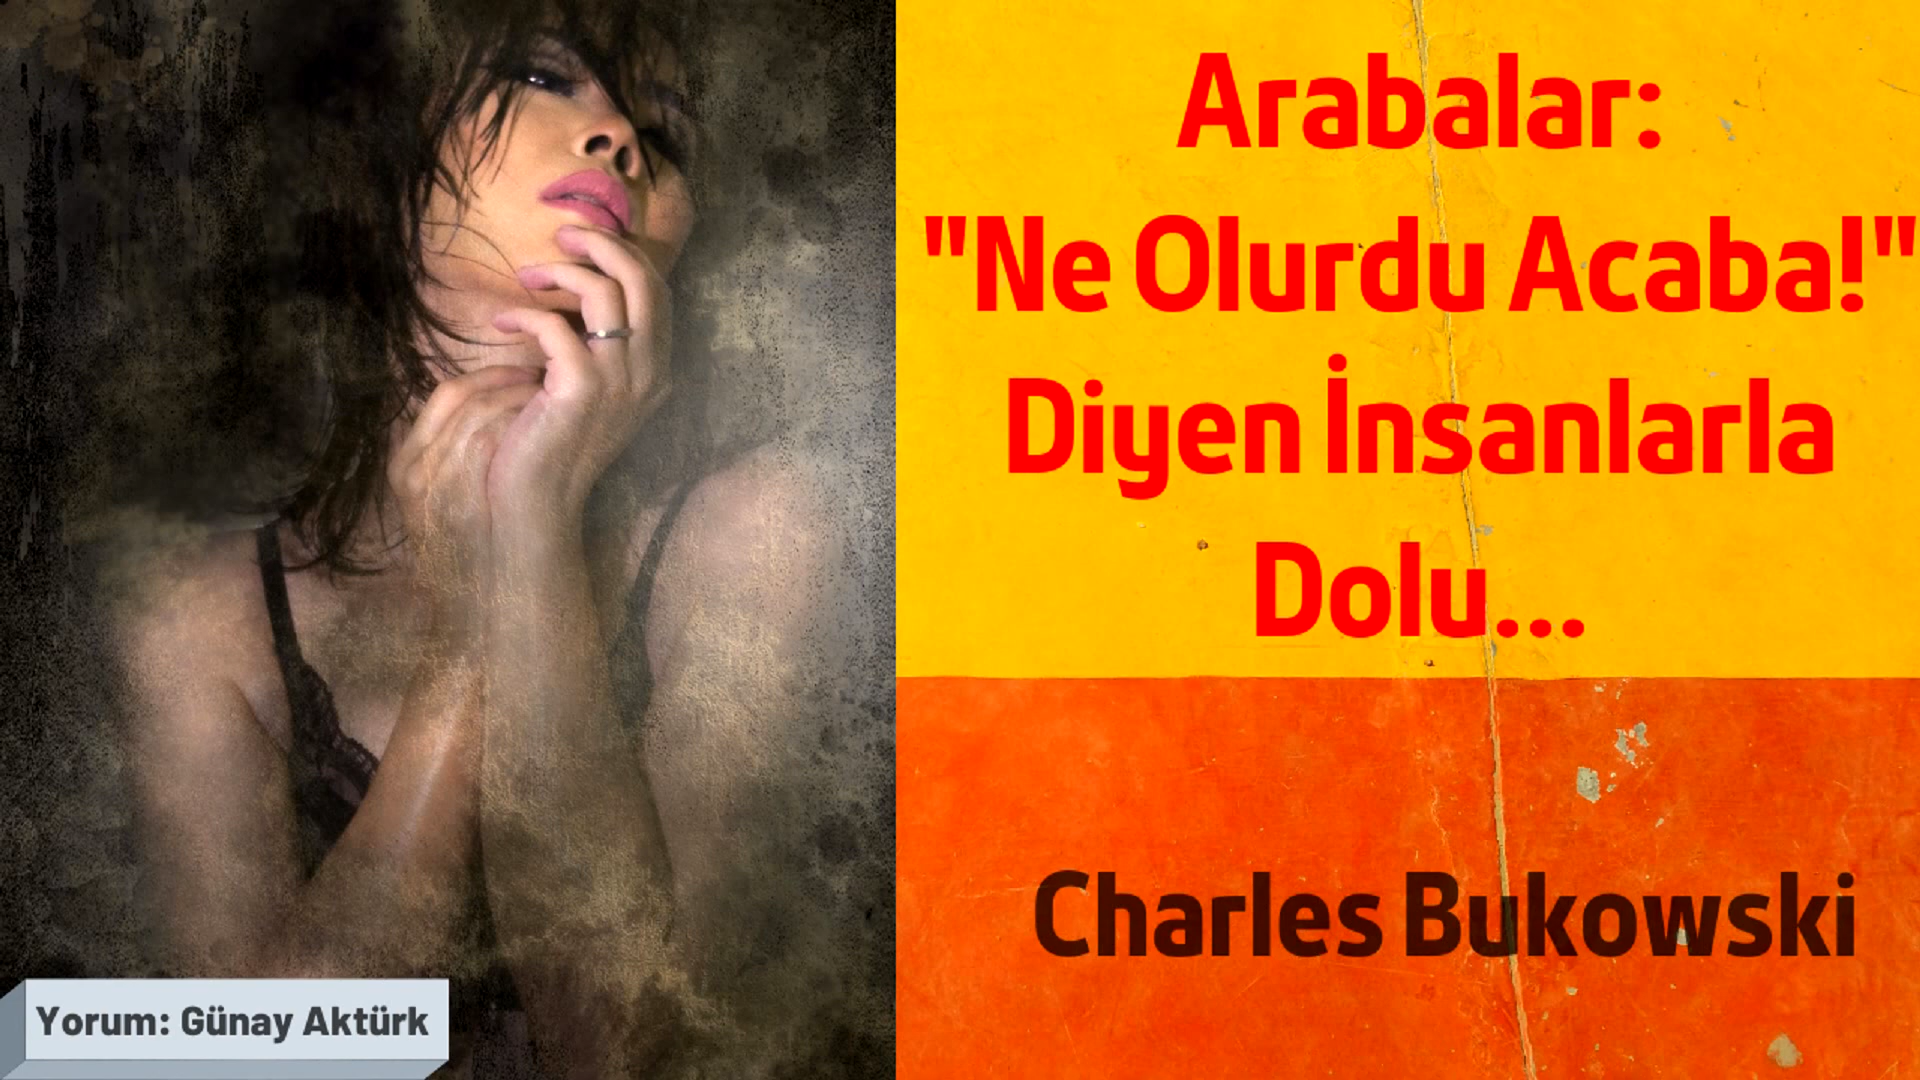 Arabalar:
"Ne Olurdu Acaba!"
Diyen İnsanlarla
Dolu...
Charles Bukowski
Yorum: Günay Aktürk